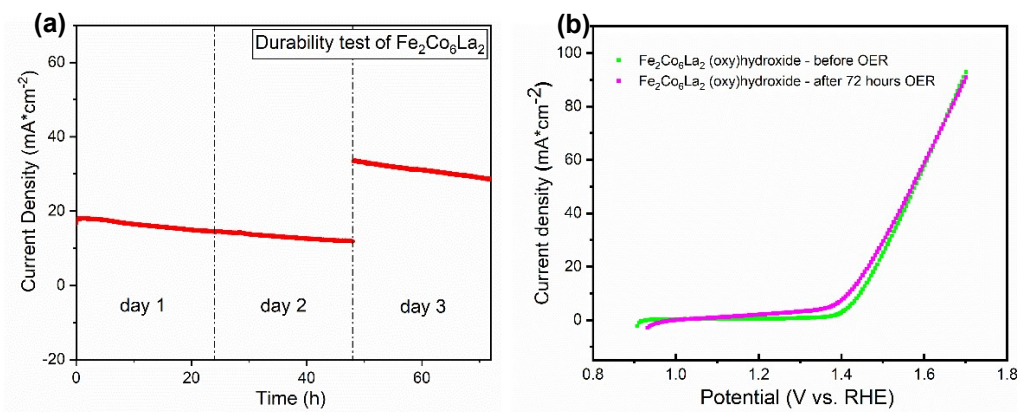 (a)
Durability test of Fe₂Co₆La₂
Current Density (mA*cm⁻²)
60
40
20
0
-20
day 1
day 2
day 3
0
20
40
60
Time (h)
(b)
Fe₂Co₆La₂ (oxy)hydroxide - before OER
Fe₂Co₆La₂ (oxy)hydroxide - after 72 hours OER
Current density (mA*cm⁻²)
100
80
60
40
20
0
0.8
1.0
1.2
1.4
1.6
1.8
Potential (V vs. RHE)